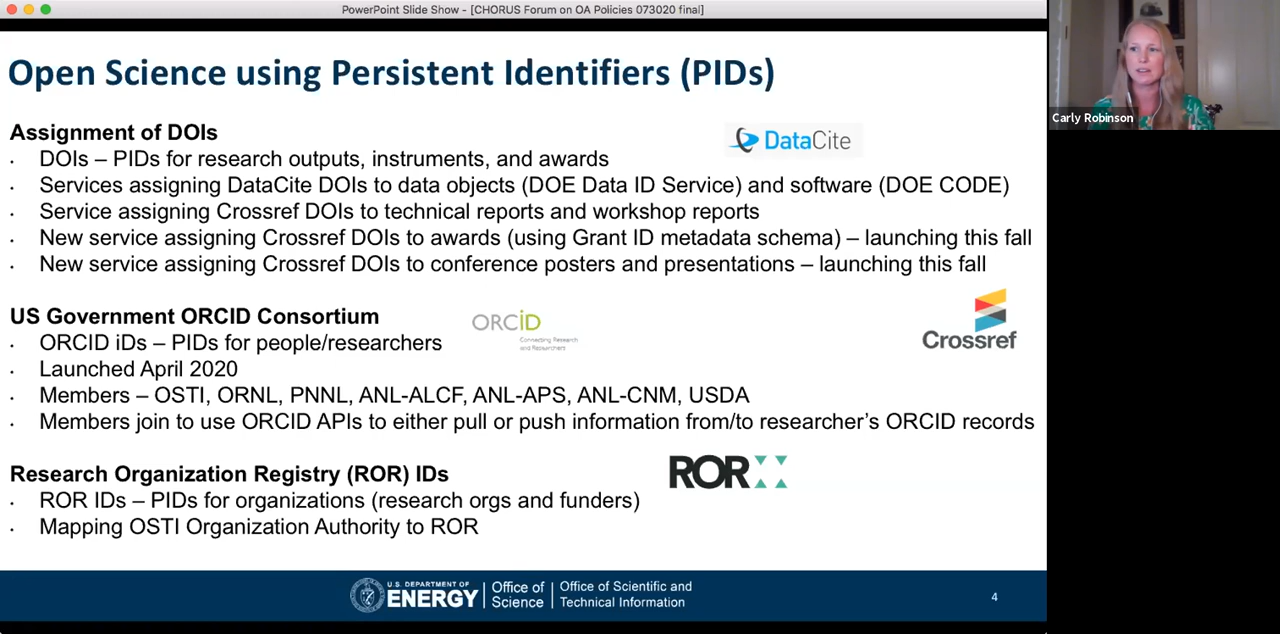 PowerPoint Slide Show - [CHORUS Forum on OA Policies 073020 final]
Open Science using Persistent Identifiers (PIDs)
Assignment of DOIs
DataCite
· DOIs – PIDs for research outputs, instruments, and awards
· Services assigning DataCite DOIs to data objects (DOE Data ID Service) and software (DOE CODE)
· Service assigning Crossref DOIs to technical reports and workshop reports
· New service assigning Crossref DOIs to awards (using Grant ID metadata schema) – launching this fall
· New service assigning Crossref DOIs to conference posters and presentations – launching this fall
US Government ORCID Consortium
ORCID
Connecting Research
and Researchers
Crossref
· ORCID iDs – PIDs for people/researchers
· Launched April 2020
· Members – OSTI, ORNL, PNNL, ANL-ALCF, ANL-APS, ANL-CNM, USDA
· Members join to use ORCID APIs to either pull or push information from/to researcher's ORCID records
Research Organization Registry (ROR) IDs
ROR
· ROR IDs – PIDs for organizations (research orgs and funders)
· Mapping OSTI Organization Authority to ROR
U.S. DEPARTMENT OF
ENERGY
Office of
Science
Office of Scientific and
Technical Information
4
Carly Robinson